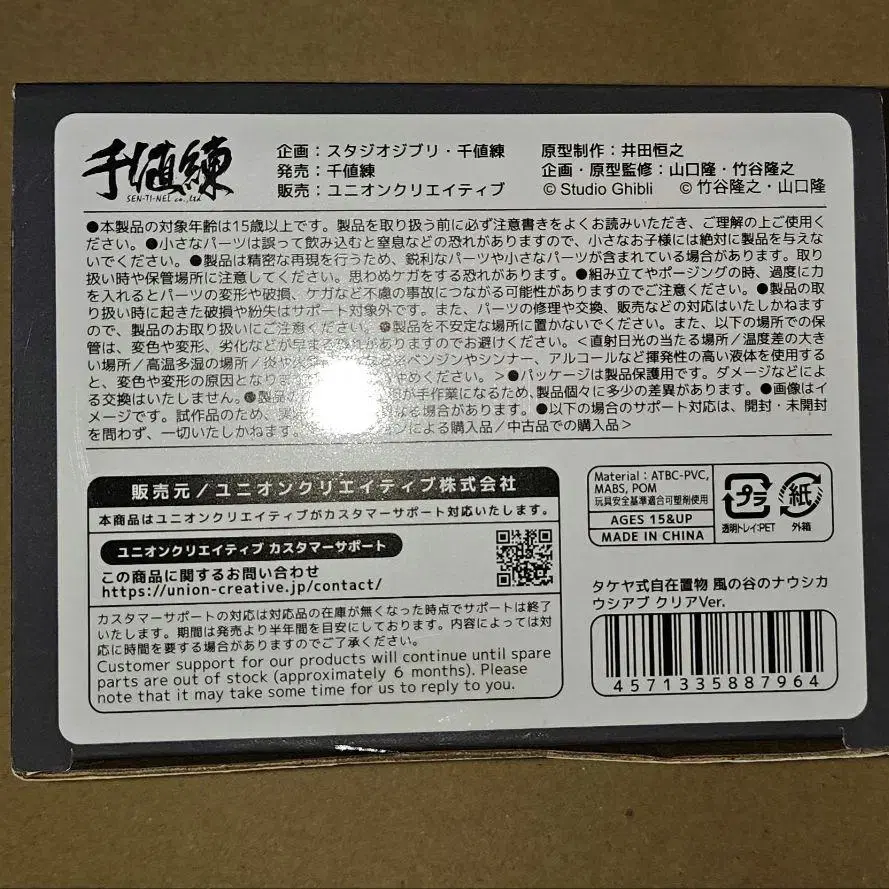 千値練
SEN-TI-NEL co.,ltd
企画：スタジオジブリ・千値練
発売：千値練
販売：ユニオンクリエイティブ
原型制作：井田恒之
企画・原型監修：山口隆・竹谷隆之
© Studio Ghibli　© 竹谷隆之・山口隆
●本製品の対象年齢は15歳以上です。製品を取り扱う前に必ず注意書きをよくお読みいただき、ご理解の上ご使用く
ださい。●小さなパーツは誤って飲み込むと窒息などの恐れがありますので、小さなお子様には絶対に製品を与えな
いでください。●製品は精密な再現を行うため、鋭利なパーツや小さなパーツが含まれている場合があります。取り
扱い時や保管場所に注意してください。思わぬケガをする恐れがあります。●組み立てやポージングの時、過度に力
を入れるとパーツの変形や破損、ケガなど不慮の事故につながる可能性がありますのでご注意ください。●製品の取
り扱い時に起きた破損や紛失はサポート対象外です。また、パーツの修理や交換、販売などの対応はいたしかねます
ので、製品のお取り扱いにご注意ください。●製品を不安定な場所に置かないでください。また、以下の場所での保
管は、変色や変形、劣化などが早まる恐れがありますのでお避けください。＜直射日光の当たる場所／温度差の大き
い場所／高温多湿の場所／炎や ベンジンやシンナー、アルコールなど揮発性の高い液体を使用する
と、変色や変形の原因となりま やめください。＞●パッケージは製品保護用です。ダメージなどによ
る交換はいたしません。●製品 が手作業になるため、製品個々に多少の差異があります。●画像はイ
メージです。試作品のため、実 なる場合があります。●以下の場合のサポート対応は、開封・未開封
を問わず、一切いたしかねます。 による購入品／中古品での購入品＞
販売元／ユニオンクリエイティブ株式会社
本商品はユニオンクリエイティブがカスタマーサポート対応いたします。
ユニオンクリエイティブ カスタマーサポート
この商品に関するお問い合わせ
https://union-creative.jp/contact/
カスタマーサポートの対応は対応品の在庫が無くなった時点でサポートは終了
いたします。期間は発売より半年間を目安にしております。内容によっては対
応に時間を要する場合がありますのでご了承ください。
Customer support for our products will continue until spare
parts are out of stock (approximately 6 months). Please
note that it may take some time for us to reply to you.
Material : ATBC-PVC,
MABS, POM
玩具安全基準適合可塑剤使用
AGES 15&UP
MADE IN CHINA
プラ
透明トレイ:PET
紙
外箱
タケヤ式自在置物 風の谷のナウシカ
ウシアブ クリアVer.
4571335887964